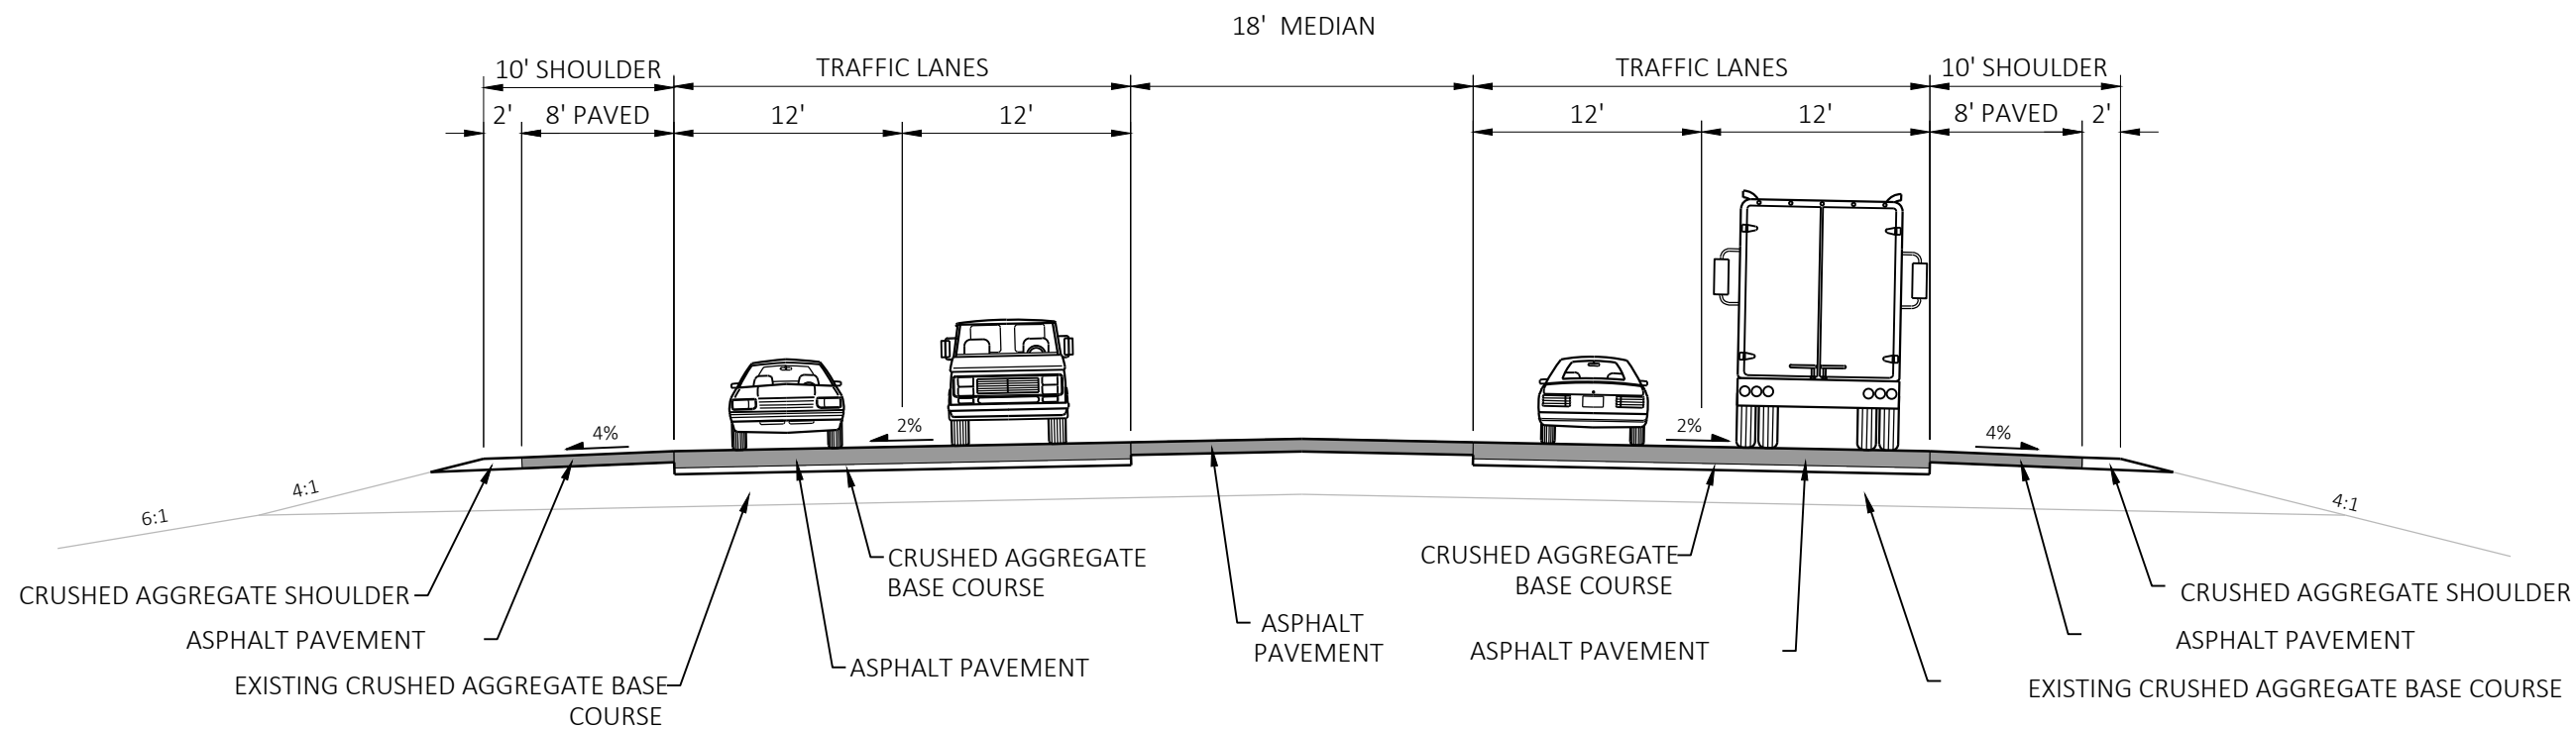 18' MEDIAN
10' SHOULDER TRAFFIC LANES TRAFFIC LANES 10' SHOULDER
2' 8' PAVED 12' 12' 12' 12' 8' PAVED 2'
4% 2% 2% 4%
4:1 4:1
6:1
CRUSHED AGGREGATE SHOULDER
ASPHALT PAVEMENT
EXISTING CRUSHED AGGREGATE BASE
COURSE
CRUSHED AGGREGATE
BASE COURSE
ASPHALT PAVEMENT
ASPHALT
PAVEMENT
CRUSHED AGGREGATE
BASE COURSE
ASPHALT PAVEMENT
CRUSHED AGGREGATE SHOULDER
ASPHALT PAVEMENT
EXISTING CRUSHED AGGREGATE BASE COURSE